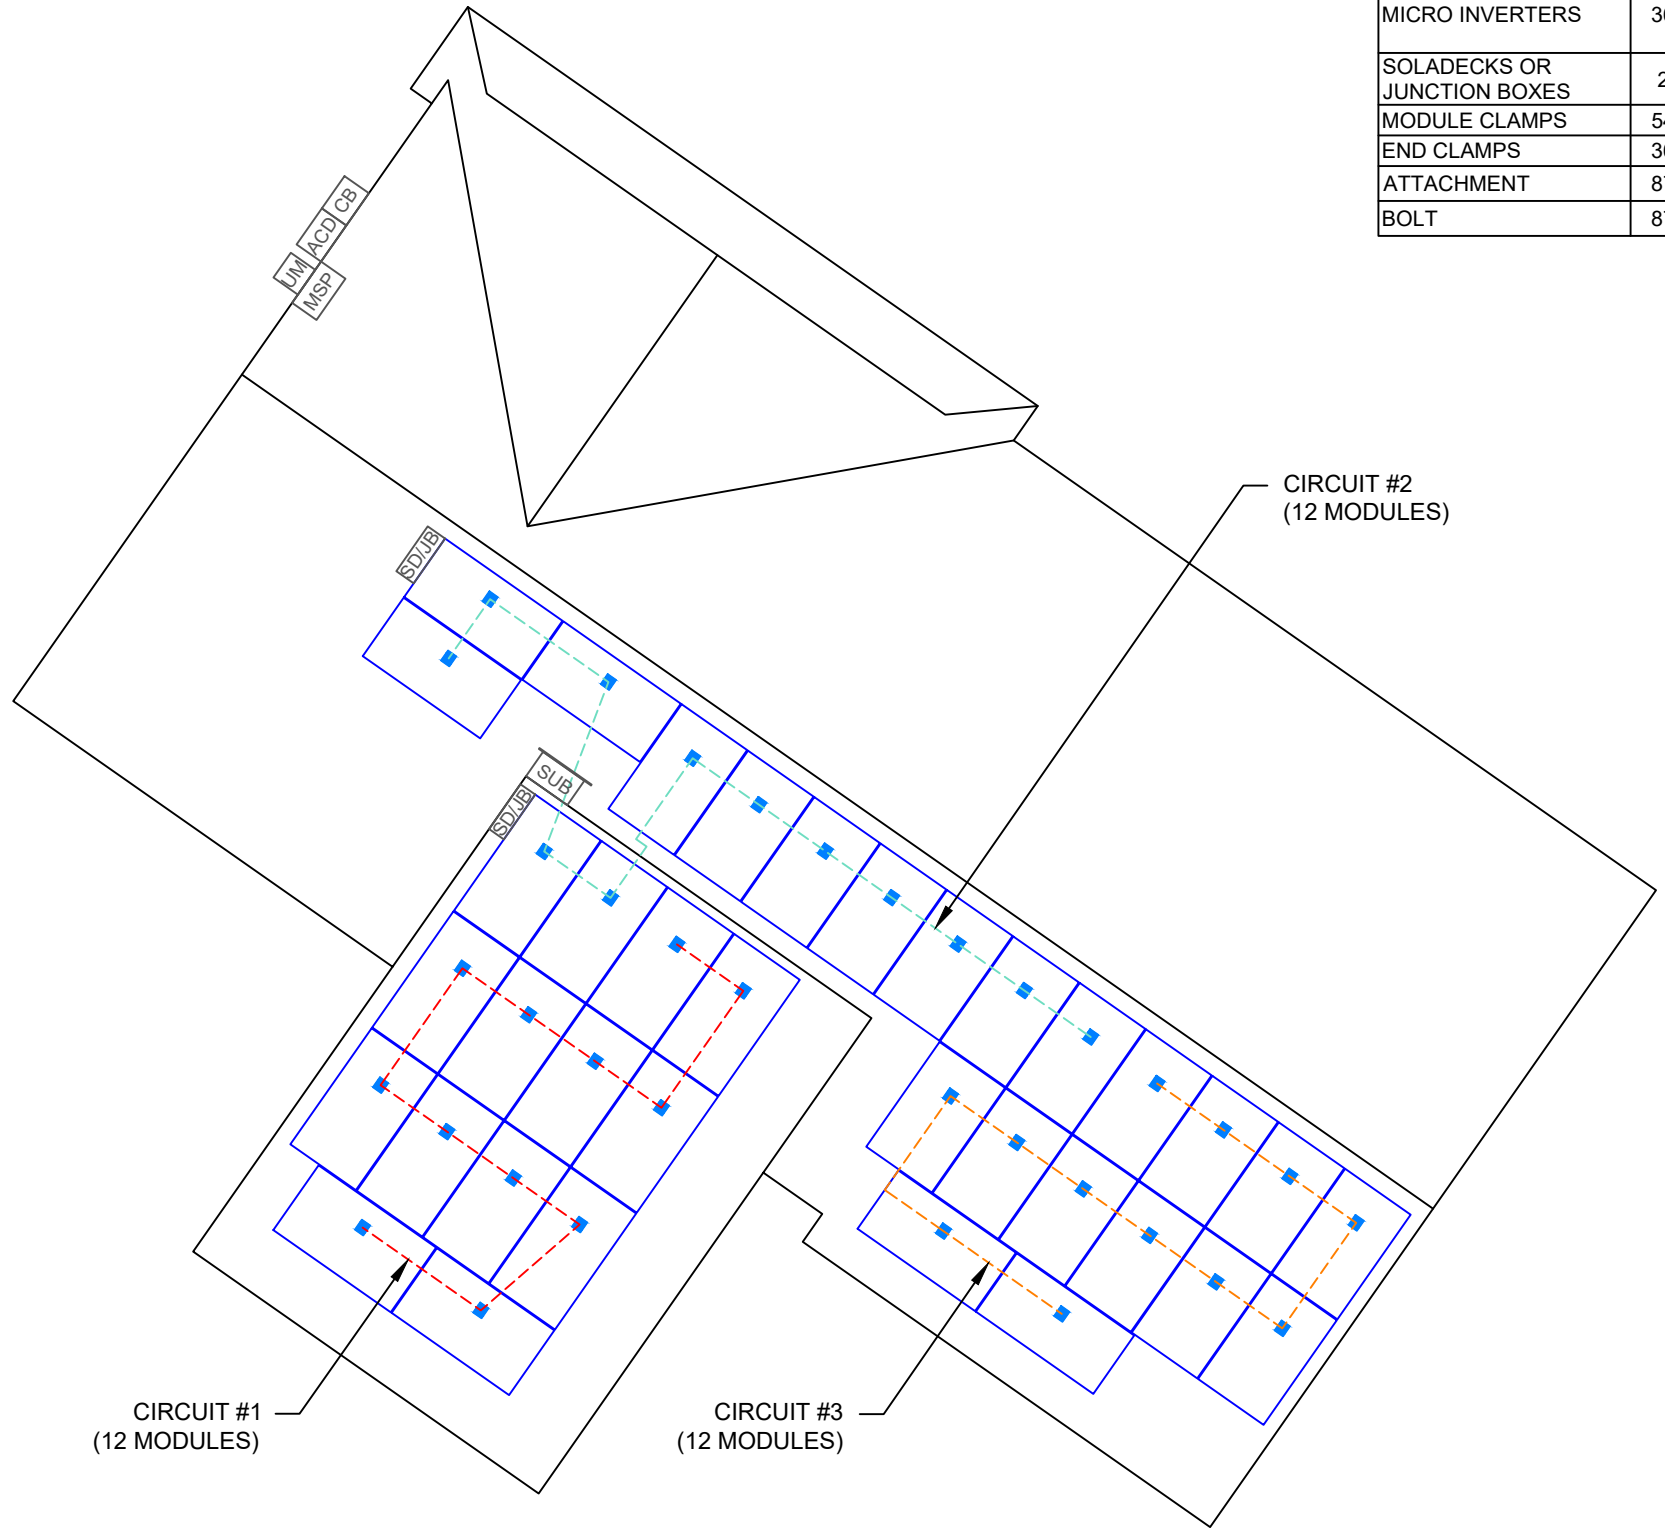 MICRO INVERTERS
SOLADECKS OR
JUNCTION BOXES
2
MODULE CLAMPS
END CLAMPS
ATTACHMENT
BOLT
CB
ACD
UM
MSP
CIRCUIT #2
(12 MODULES)
SD/JB
SUB
SD/JB
CIRCUIT #1
(12 MODULES)
CIRCUIT #3
(12 MODULES)